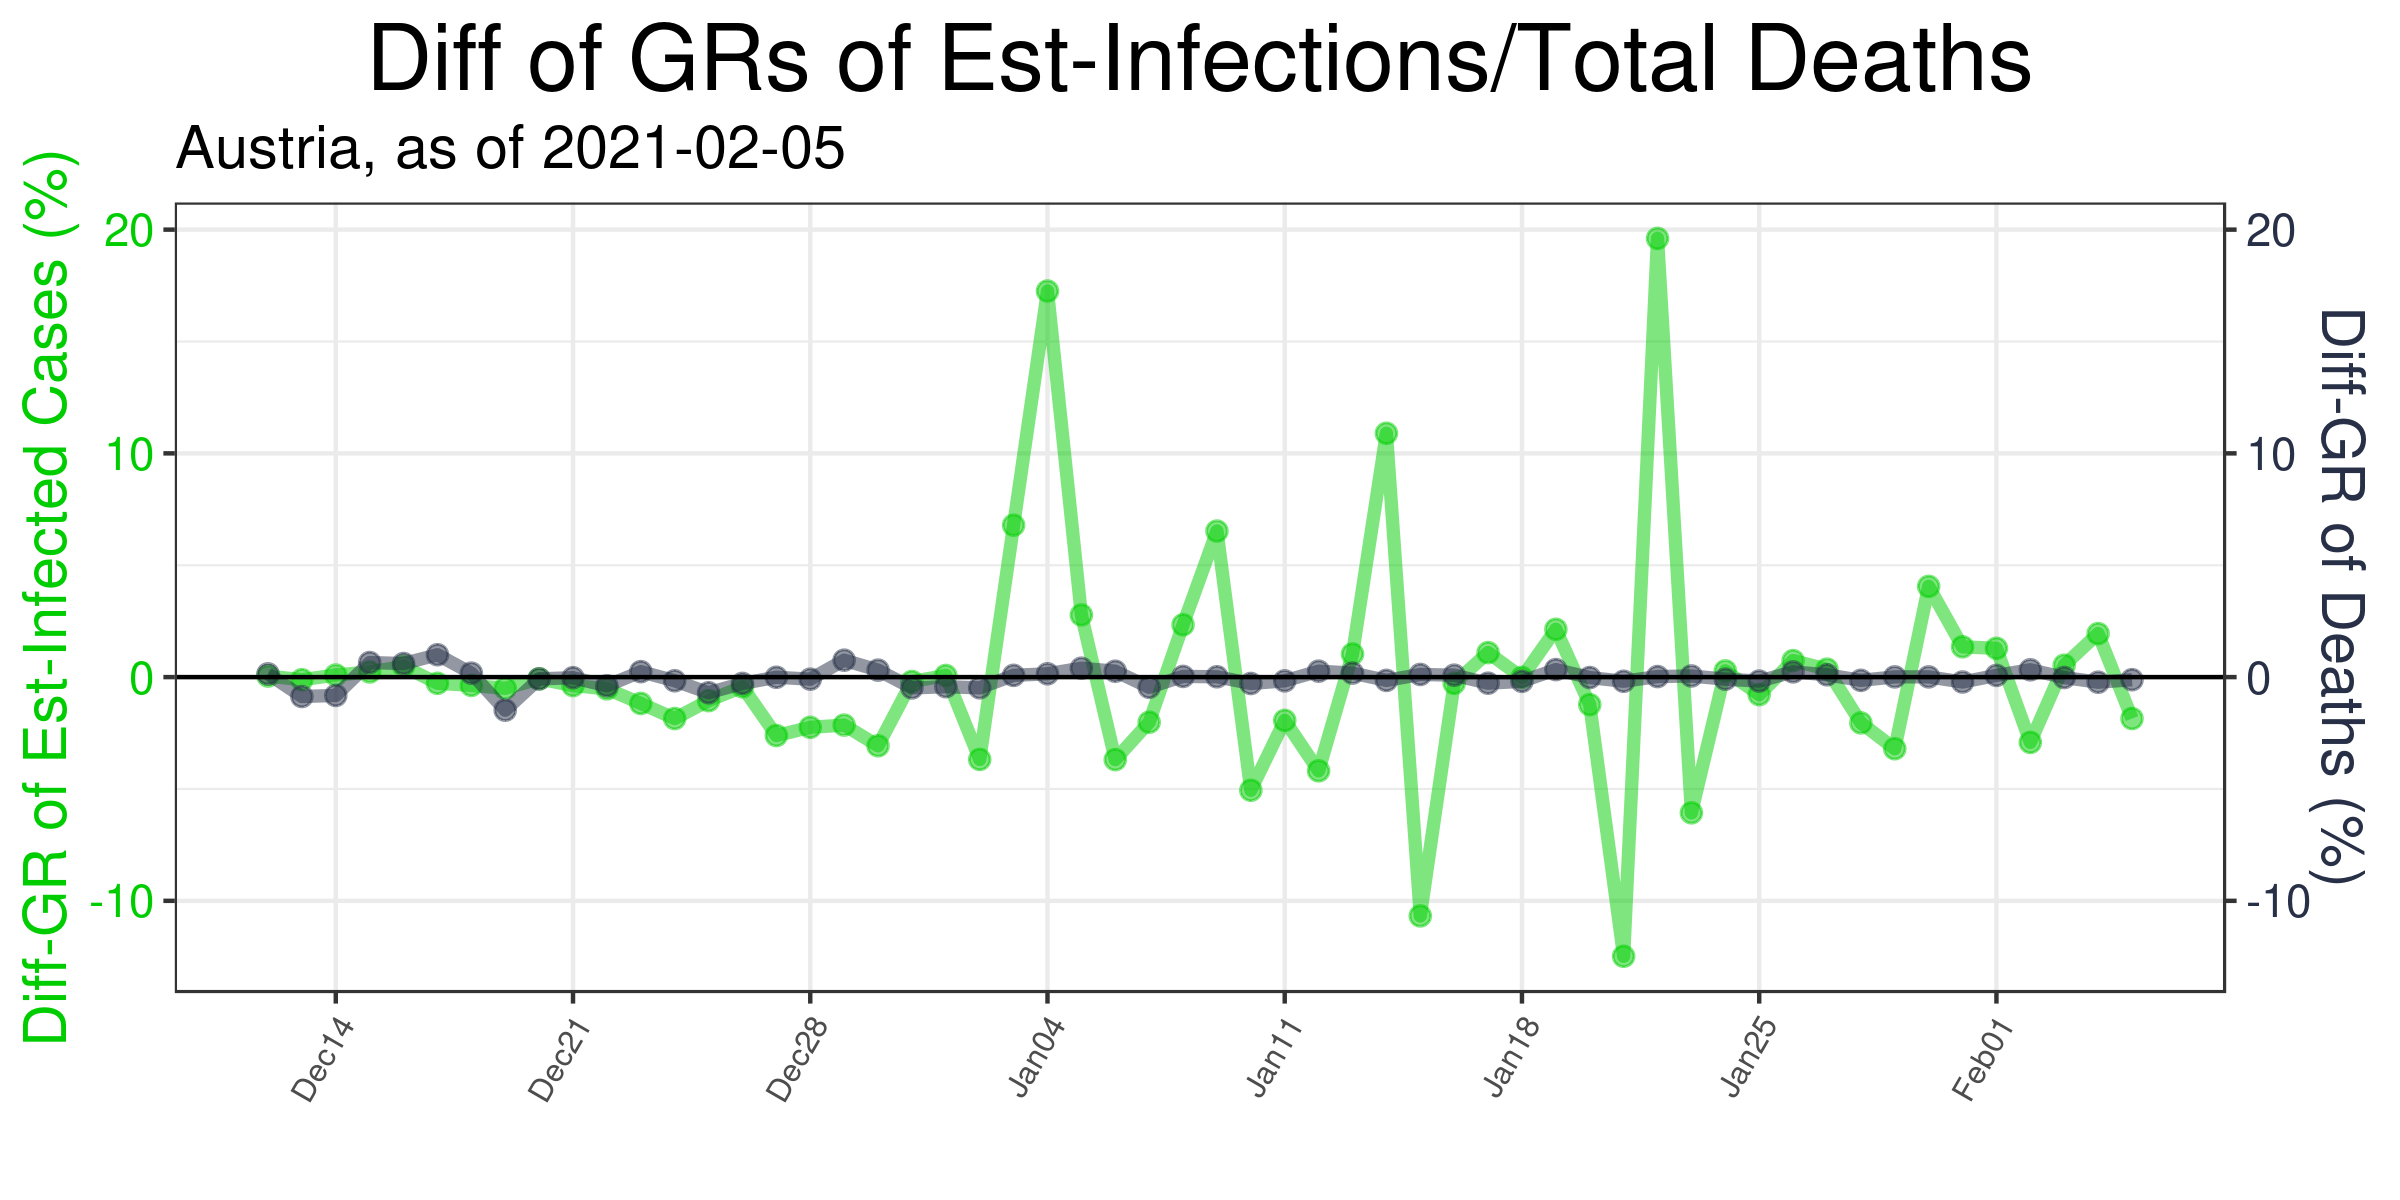 Diff of GRs of Est-Infections/Total Deaths
Austria, as of 2021-02-05
Diff-GR of Est-Infected Cases (%)
20
10
0
-10
20
10
0
-10
Diff-GR of Deaths (%)
Dec14
Dec21
Dec28
Jan04
Jan11
Jan18
Jan25
Feb01